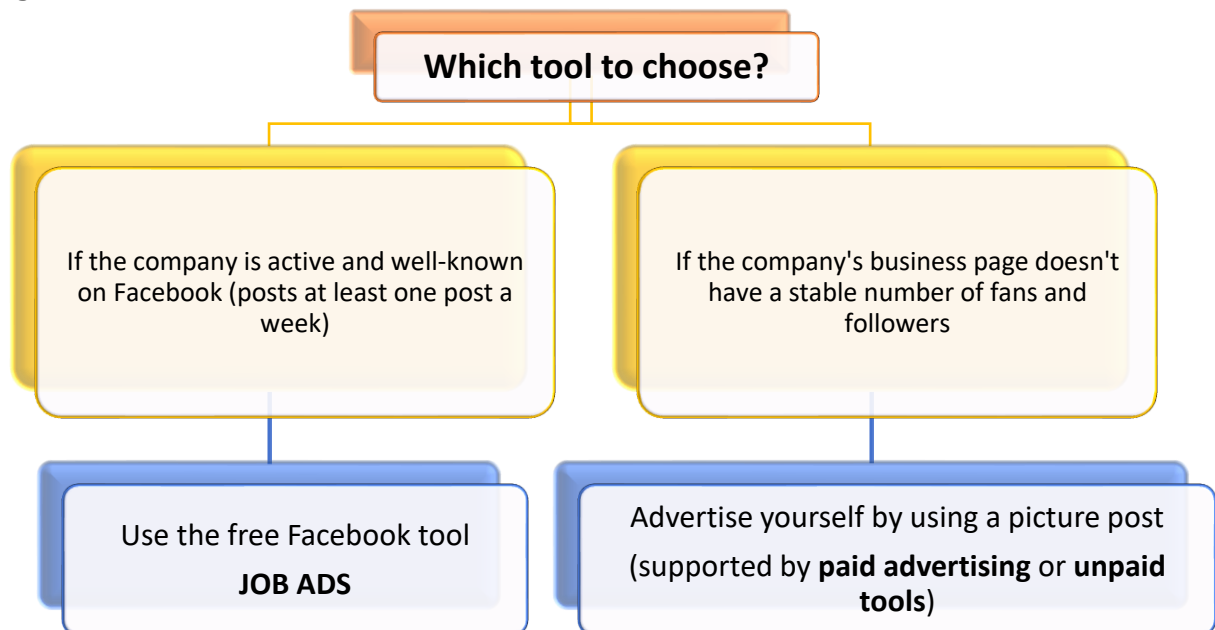 Which tool to choose?
If the company is active and well-known
on Facebook (posts at least one post a
week)
If the company's business page doesn't
have a stable number of fans and
followers
Use the free Facebook tool
JOB ADS
Advertise yourself by using a picture post
(supported by paid advertising or unpaid
tools)